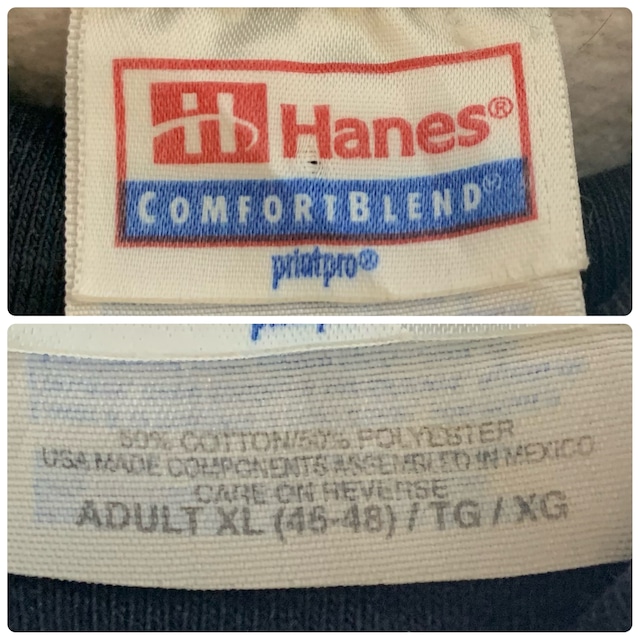 Hanes®
COMFORTBLEND®
printpro®
50% COTTON/50% POLYESTER
USA MADE COMPONENTS ASSEMBLED IN MEXICO
CARE ON REVERSE
ADULT XL (46-48) / TG / XG